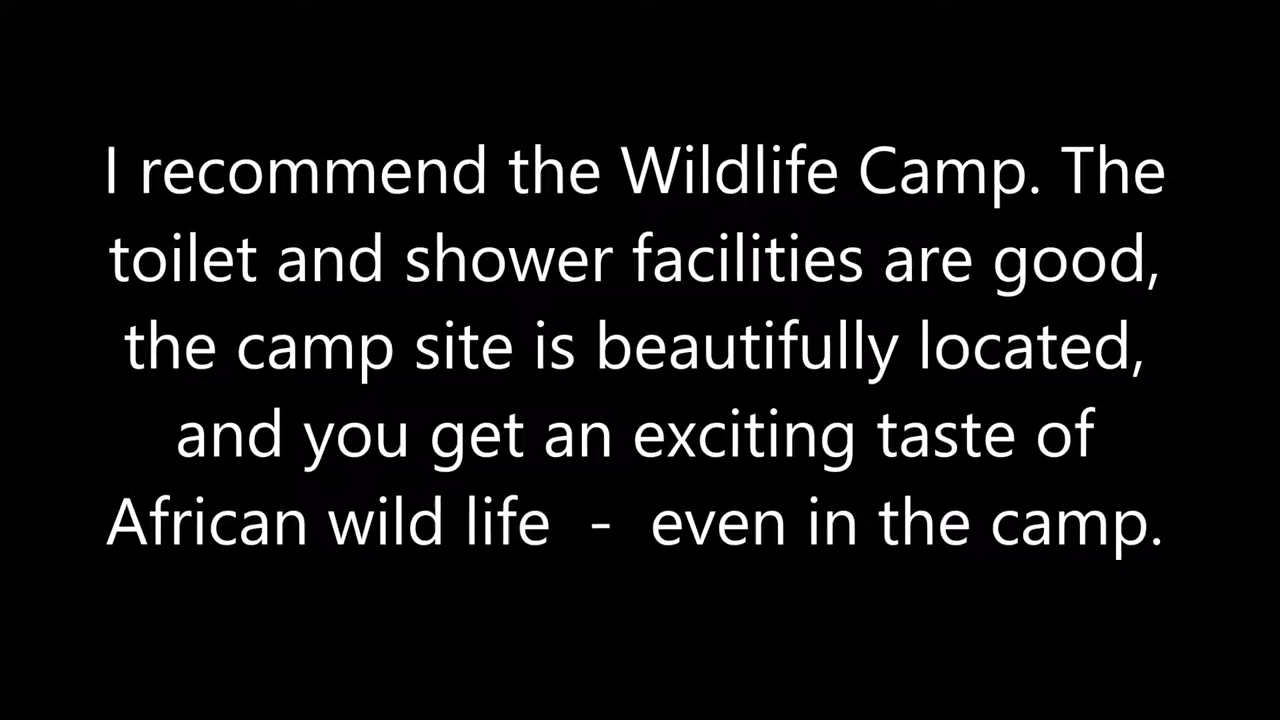 I recommend the Wildlife Camp. The
toilet and shower facilities are good,
the camp site is beautifully located,
and you get an exciting taste of
African wild life  -  even in the camp.